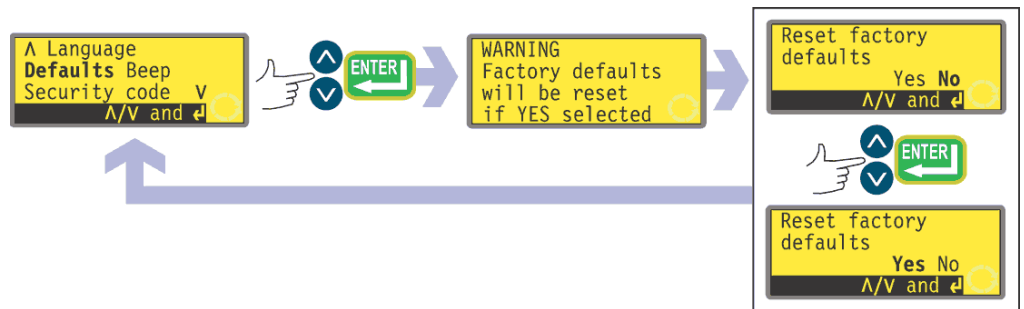 Λ Language
Defaults Beep
Security code V
Λ/V and ↲
ENTER
WARNING
Factory defaults
will be reset
if YES selected
Reset factory
defaults
Yes No
Λ/V and ↲
ENTER
Reset factory
defaults
Yes No
Λ/V and ↲